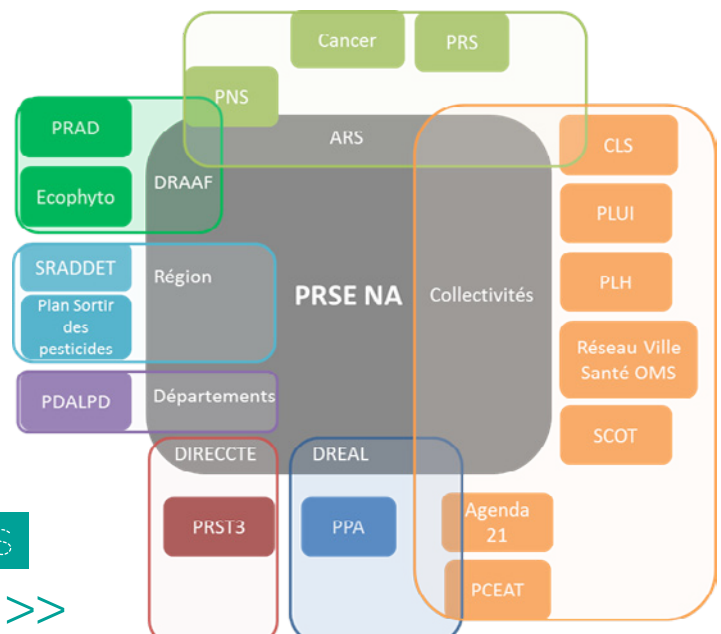 Cancer
PRS
PNS
ARS
PRAD
DRAAF
Ecophyto
CLS
PLUI
SRADDET
Région
PRSE NA
Collectivités
PLH
Plan Sortir
des
pesticides
Réseau Ville
Santé OMS
PDALPD
Départements
SCOT
DIRECCTE
DREAL
PRST3
PPA
Agenda
21
PCEAT
S
>>